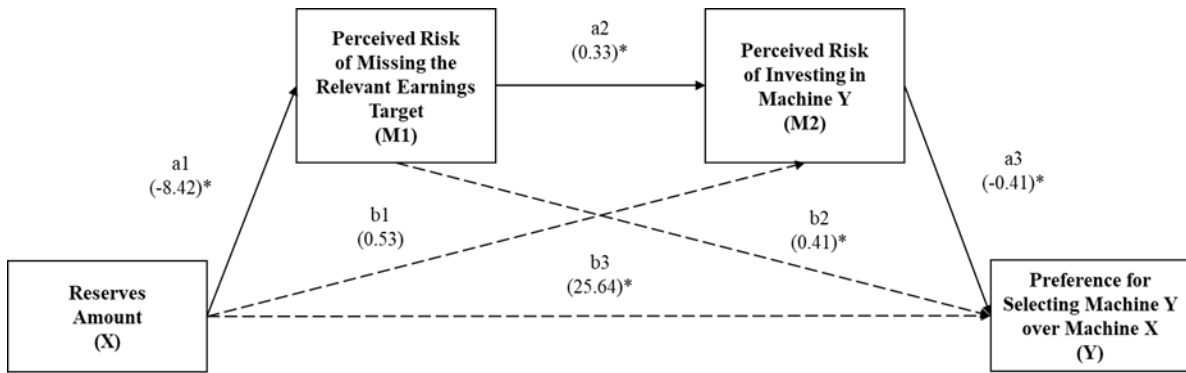 Perceived Risk
of Missing the
Relevant Earnings
Target
(M1)
a2
(0.33)*
Perceived Risk
of Investing in
Machine Y
(M2)
a1
(-8.42)*
a3
(-0.41)*
b1
(0.53)
b2
(0.41)*
b3
(25.64)*
Reserves
Amount
(X)
Preference for
Selecting Machine Y
over Machine X
(Y)